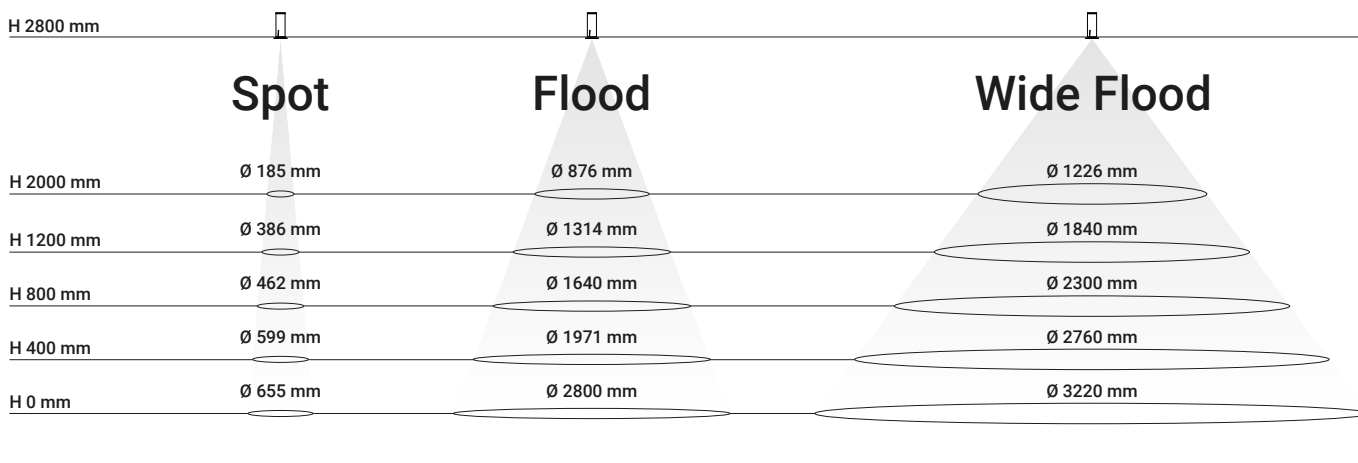 H 2800 mm
Spot Flood Wide Flood
Ø 185 mm Ø 876 mm Ø 1226 mm
H 2000 mm
Ø 386 mm Ø 1314 mm Ø 1840 mm
H 1200 mm
Ø 462 mm Ø 1640 mm Ø 2300 mm
H 800 mm
Ø 599 mm Ø 1971 mm Ø 2760 mm
H 400 mm
Ø 655 mm Ø 2800 mm Ø 3220 mm
H 0 mm